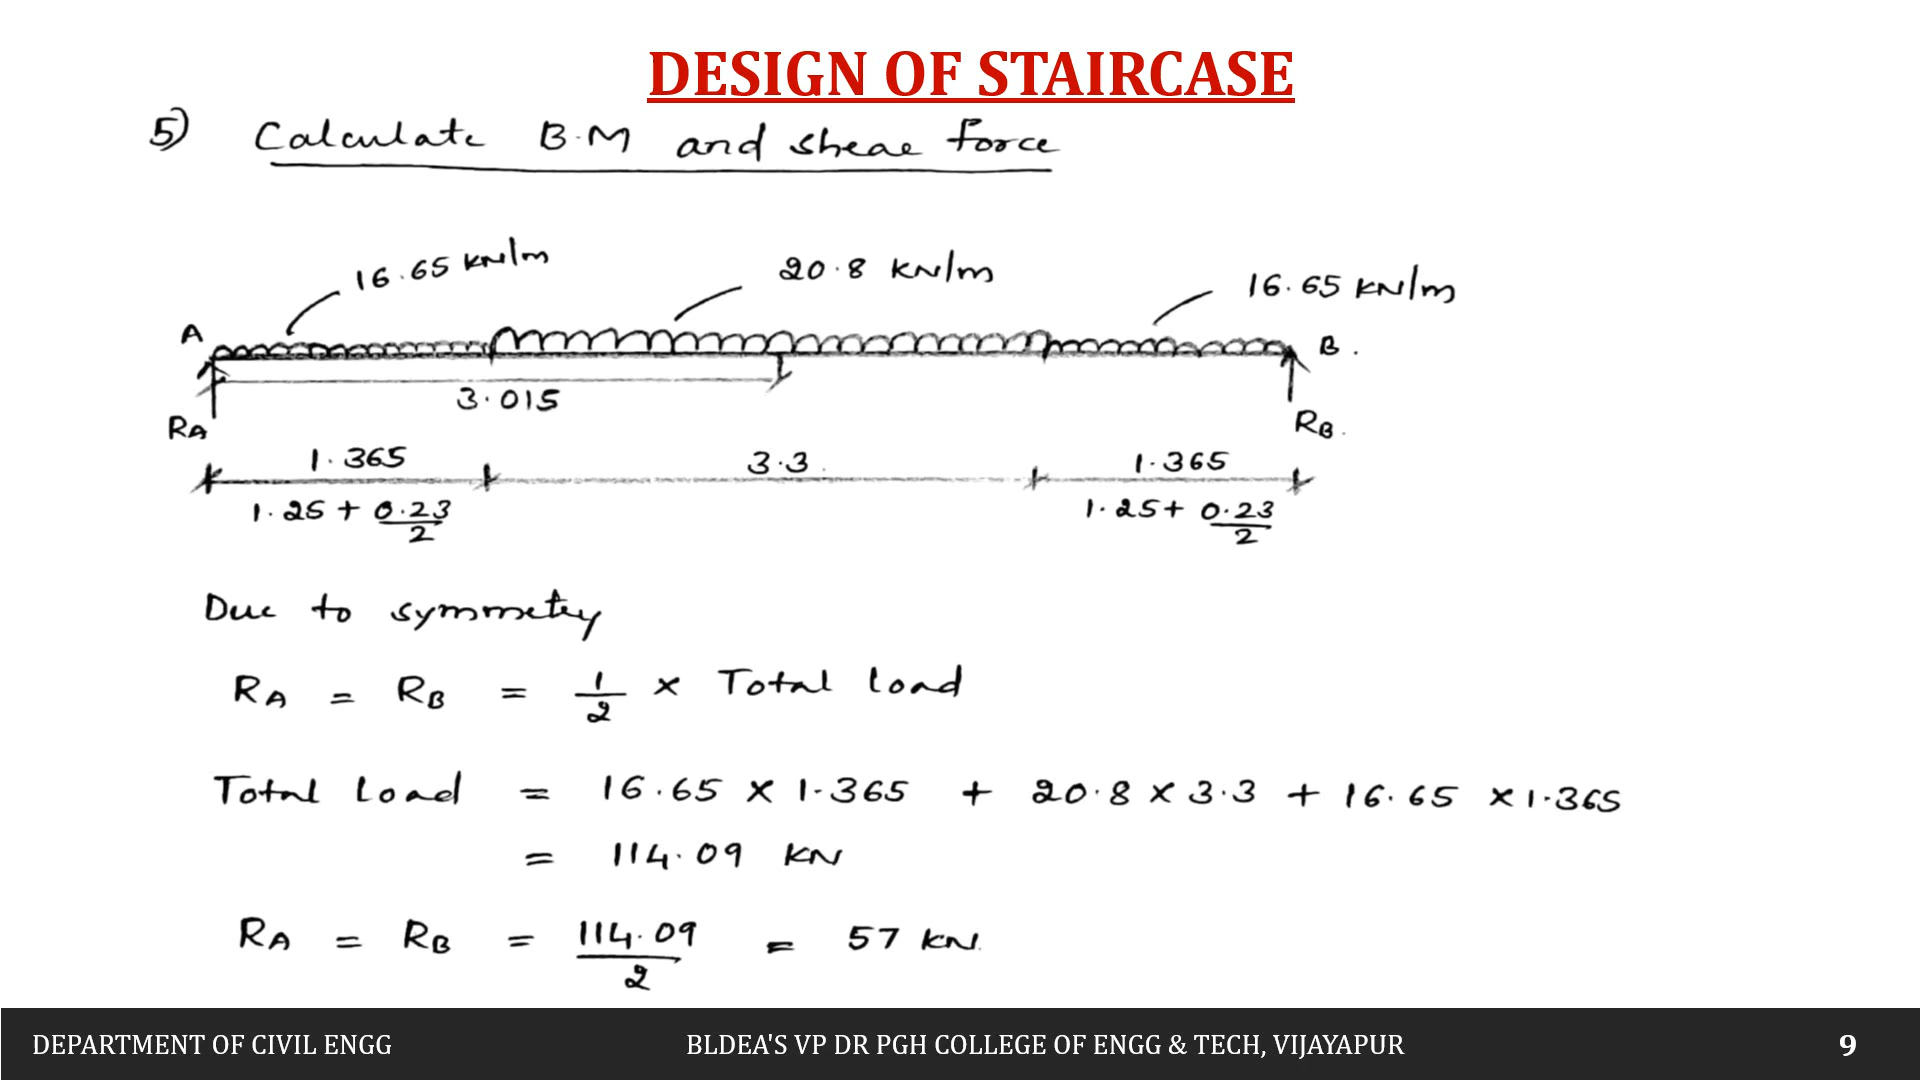 DESIGN OF STAIRCASE
5) Calculate B.M and shear force
16.65 KN/m 20.8 KN/m 16.65 KN/m
A B.
3.015
RA RB.
1.365 3.3 1.365
1.25 + 0.23/2 1.25 + 0.23/2
Due to symmetry
RA = RB = 1/2 × Total load
Total Load = 16.65 × 1.365 + 20.8 × 3.3 + 16.65 × 1.365
= 114.09 KN
RA = RB = 114.09/2 = 57 KN.
DEPARTMENT OF CIVIL ENGG BLDEA'S VP DR PGH COLLEGE OF ENGG & TECH, VIJAYAPUR 9